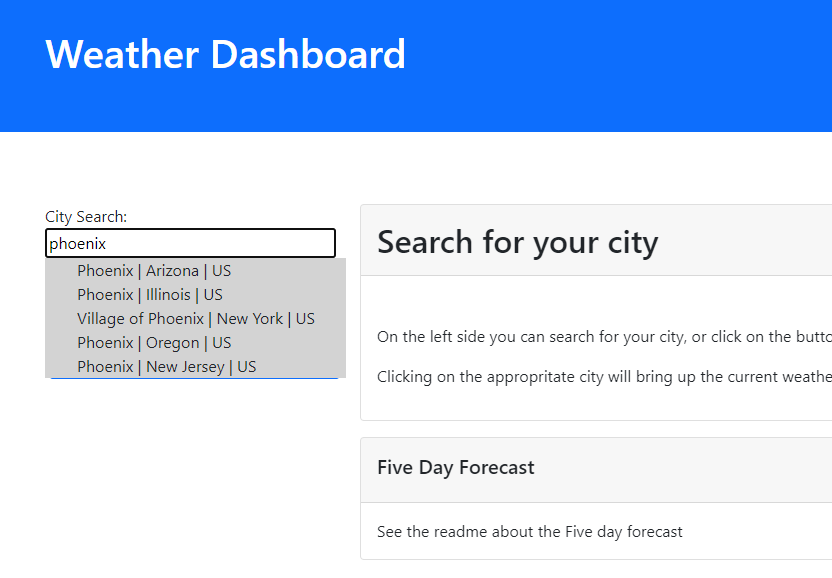 Weather Dashboard
City Search:
phoenix
Phoenix | Arizona | US
Phoenix | Illinois | US
Village of Phoenix | New York | US
Phoenix | Oregon | US
Phoenix | New Jersey | US
Search for your city
On the left side you can search for your city, or click on the butto
Clicking on the appropritate city will bring up the current weathe
Five Day Forecast
See the readme about the Five day forecast